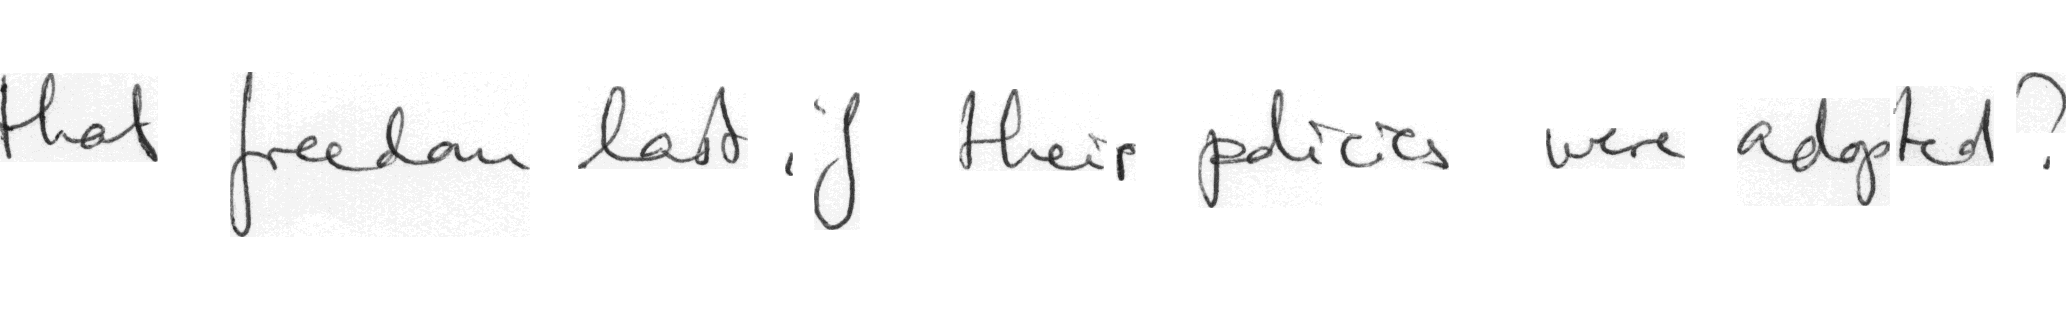 that freedom last, if their policies were adopted?